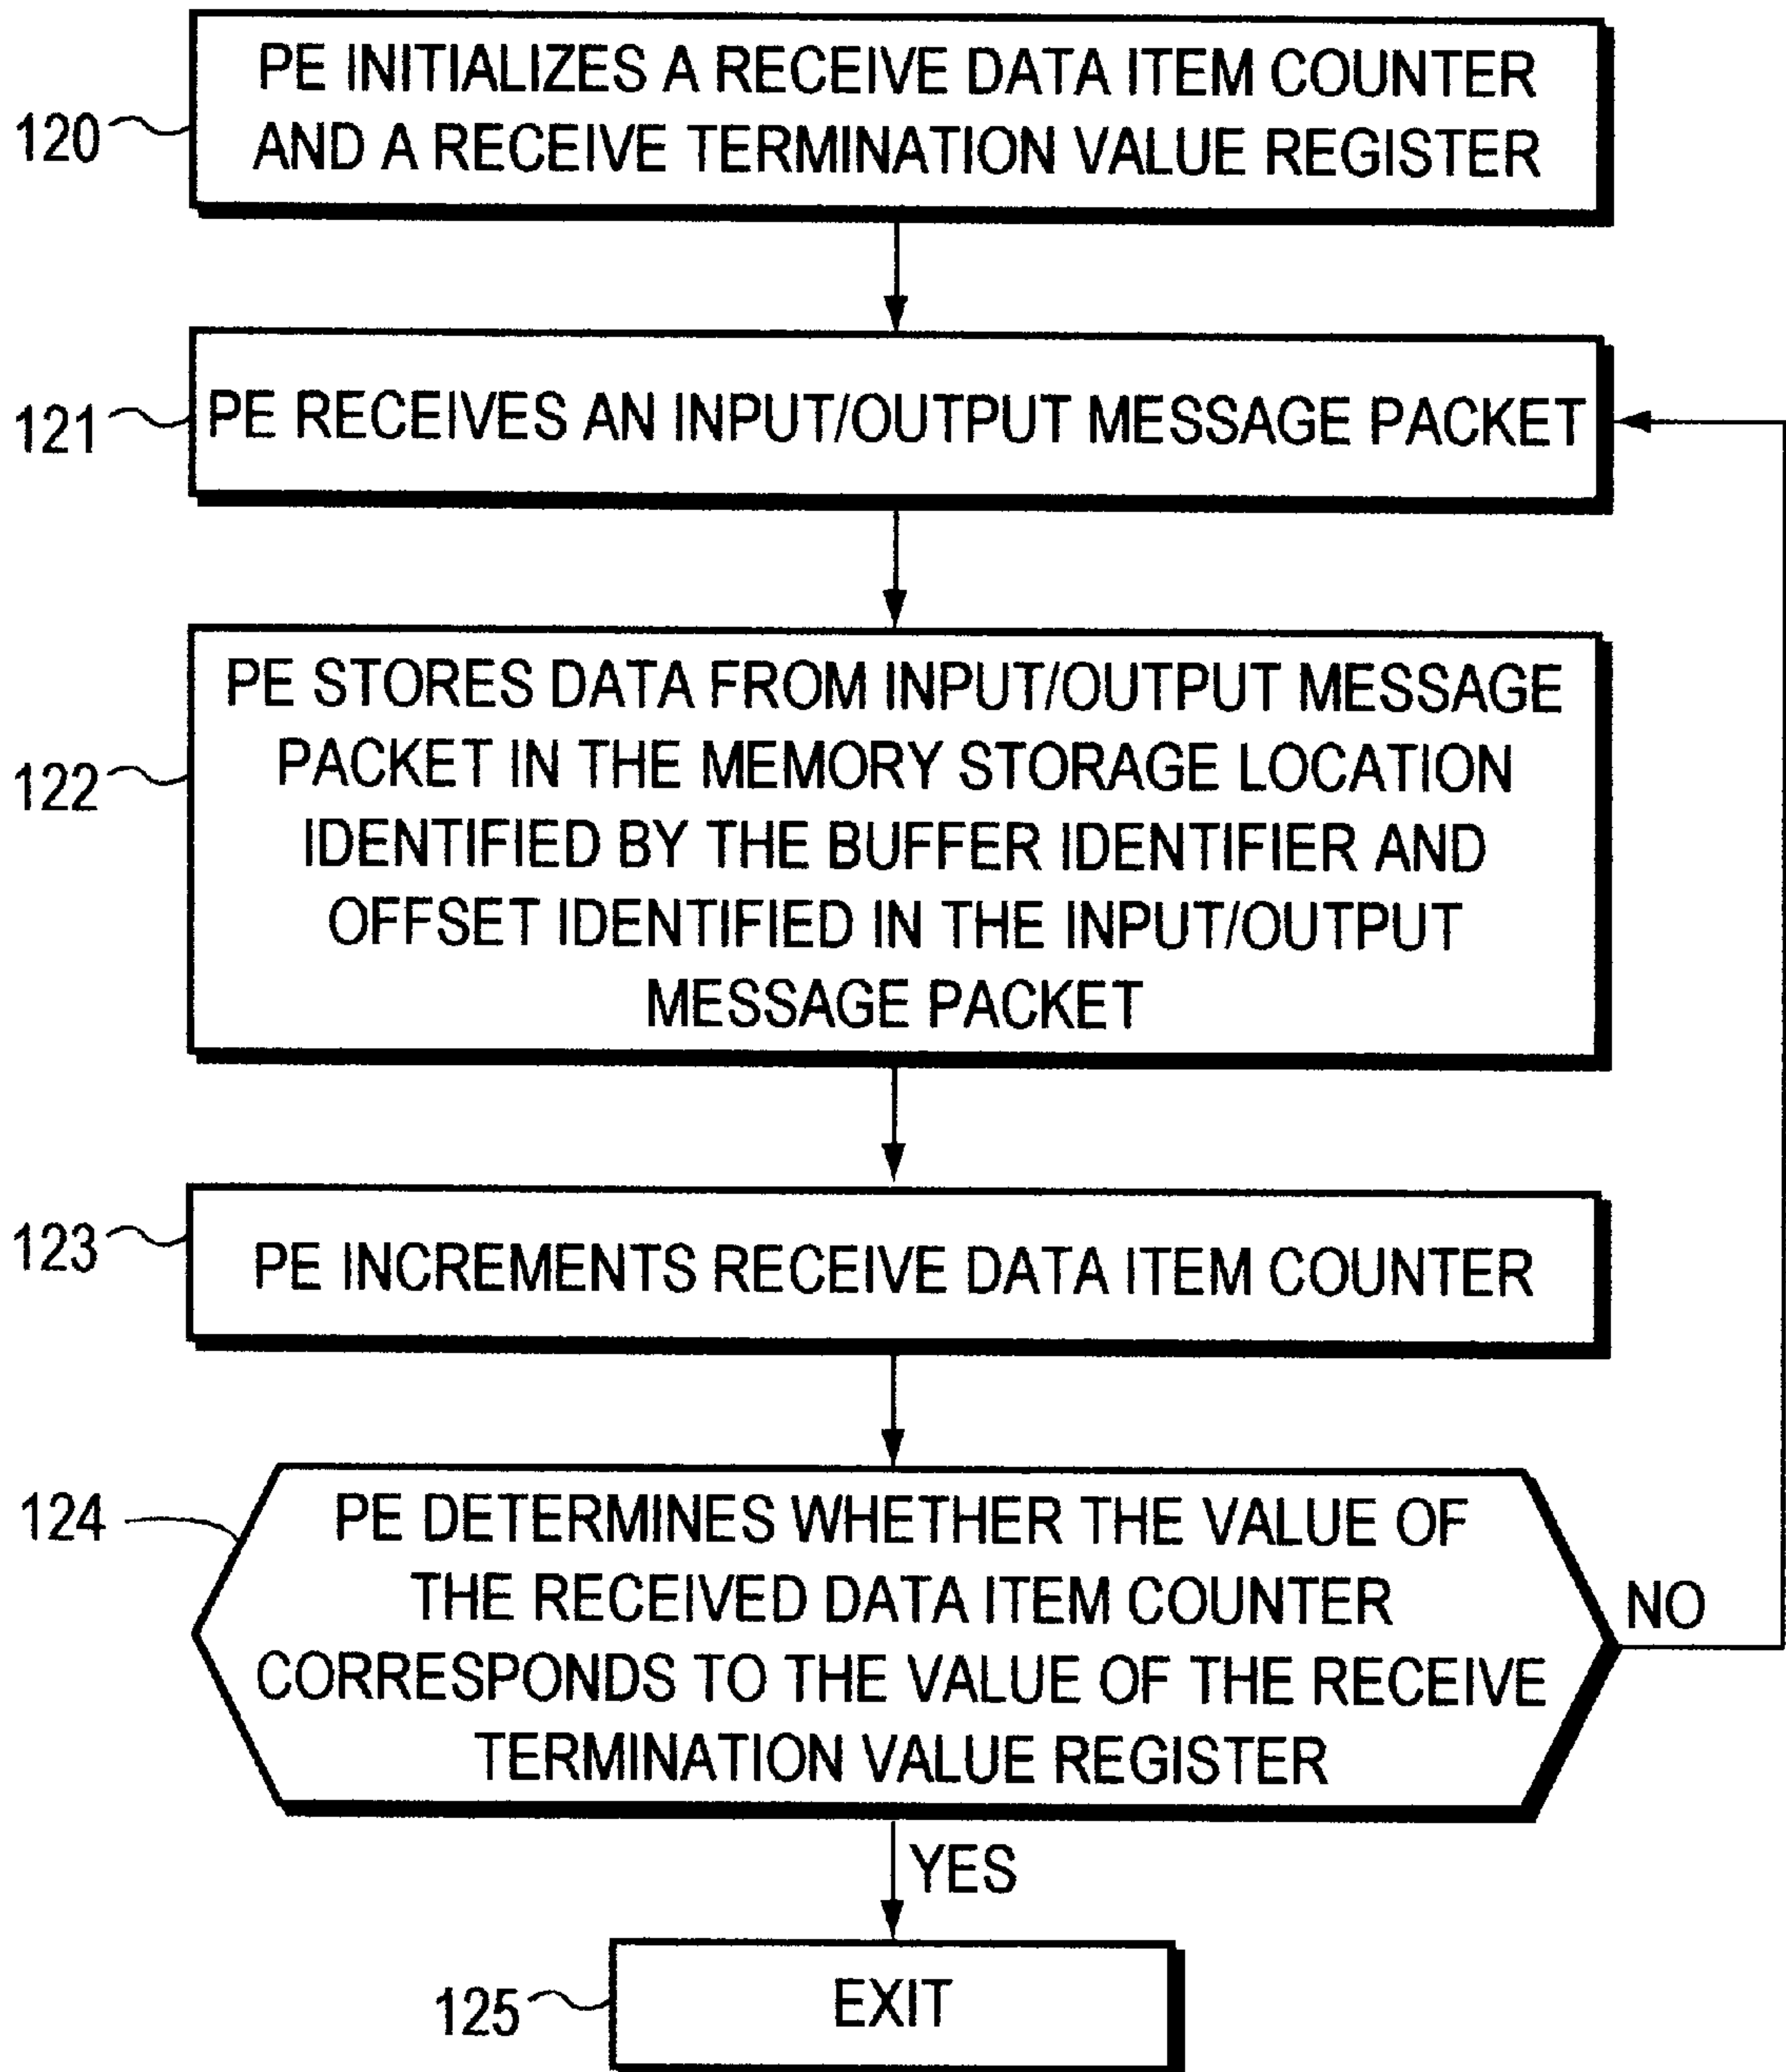 120
PE INITIALIZES A RECEIVE DATA ITEM COUNTER
AND A RECEIVE TERMINATION VALUE REGISTER
121
PE RECEIVES AN INPUT/OUTPUT MESSAGE PACKET
122
PE STORES DATA FROM INPUT/OUTPUT MESSAGE
PACKET IN THE MEMORY STORAGE LOCATION
IDENTIFIED BY THE BUFFER IDENTIFIER AND
OFFSET IDENTIFIED IN THE INPUT/OUTPUT
MESSAGE PACKET
123
PE INCREMENTS RECEIVE DATA ITEM COUNTER
124
PE DETERMINES WHETHER THE VALUE OF
THE RECEIVED DATA ITEM COUNTER
CORRESPONDS TO THE VALUE OF THE RECEIVE
TERMINATION VALUE REGISTER
NO
YES
125
EXIT